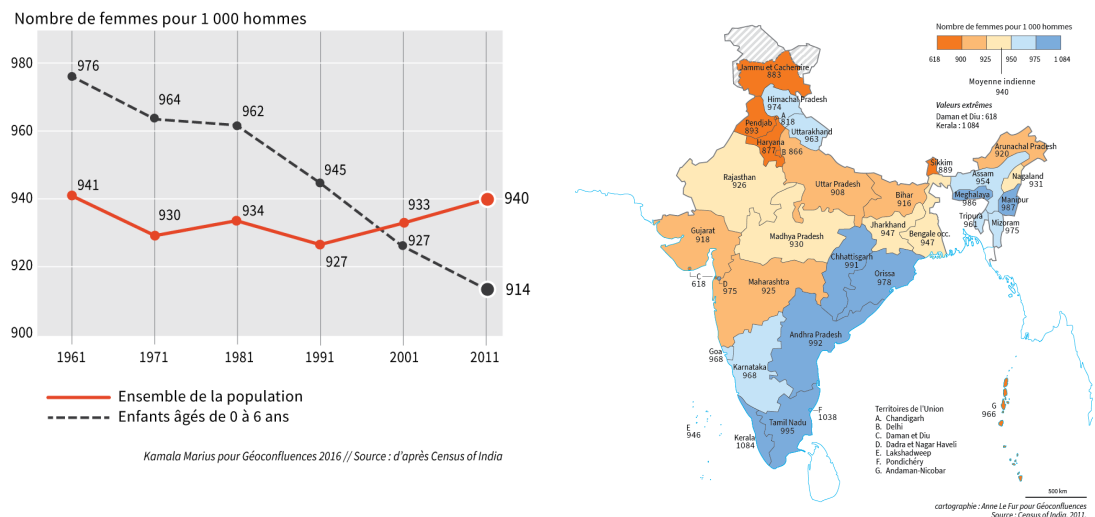 Nombre de femmes pour 1 000 hommes
980
960
940
920
900
976
964
962
945
927
914
941
930
934
927
933
940
1961
1971
1981
1991
2001
2011
Ensemble de la population
Enfants âgés de 0 à 6 ans
Kamala Marius pour Géoconfluences 2016 // Source : d'après Census of India
Nombre de femmes pour 1 000 hommes
618 900 925 950 975 1 084
Moyenne indienne
940
Valeurs extrêmes
Daman et Diu : 618
Kerala : 1 084
Jammu et Cachemire
883
Himachal Pradesh
974
A
818
Pendjab
893
Uttarakhand
963
Haryana
877
B 866
Rajasthan
926
Uttar Pradesh
908
Bihar
916
Sikkim
889
Arunachal Pradesh
920
Assam
954
Nagaland
931
Meghalaya
986
Manipur
987
Tripura
961
Mizoram
975
Gujarat
918
Madhya Pradesh
930
Jharkhand
947
Bengale occ.
947
Chhattisgarh
991
Orissa
978
C
618
D
975
Maharashtra
925
Andhra Pradesh
992
Goa
968
Karnataka
968
F
1038
Tamil Nadu
995
Kerala
1084
E
946
G
966
Territoires de l'Union
A. Chandigarh
B. Delhi
C. Daman et Diu
D. Dadra et Nagar Haveli
E. Lakshadweep
F. Pondichéry
G. Andaman-Nicobar
500 km
cartographie : Anne Le Fur pour Géoconfluences
Source : Census of India, 2011.